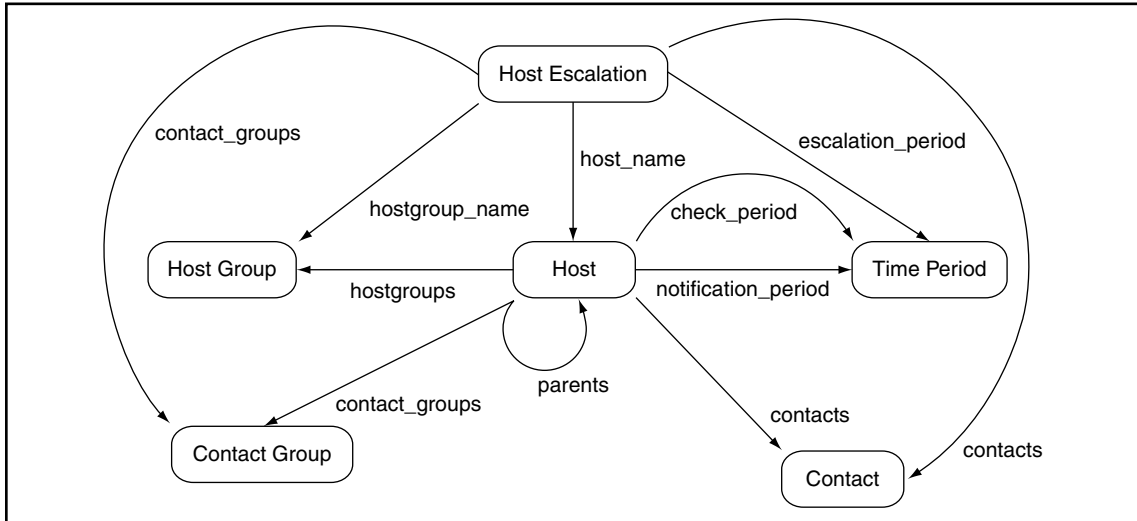 Host Escalation
contact_groups
escalation_period
host_name
hostgroup_name
check_period
Host Group
Host
Time Period
hostgroups
notification_period
parents
contact_groups
contacts
Contact Group
contacts
Contact